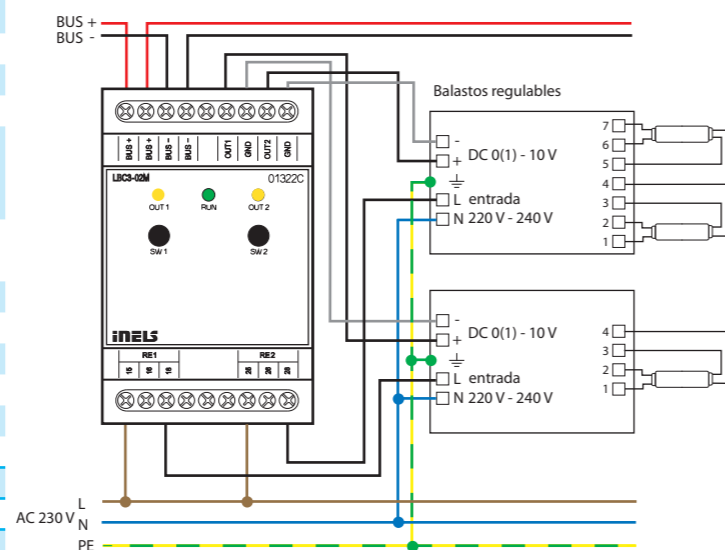 BUS +
BUS -
Balastos regulables
BUS +
BUS +
BUS -
BUS -
OUT1
GND
OUT2
GND
LBC3-02M
01322C
OUT 1
RUN
OUT 2
SW 1
SW 2
iNELS
RE1
RE2
15
16
18
25
26
28
-
+ DC 0(1) - 10 V
L entrada
N 220 V - 240 V
7
6
5
4
3
2
1
-
+ DC 0(1) - 10 V
L entrada
N 220 V - 240 V
4
3
2
1
AC 230 V
L
N
PE